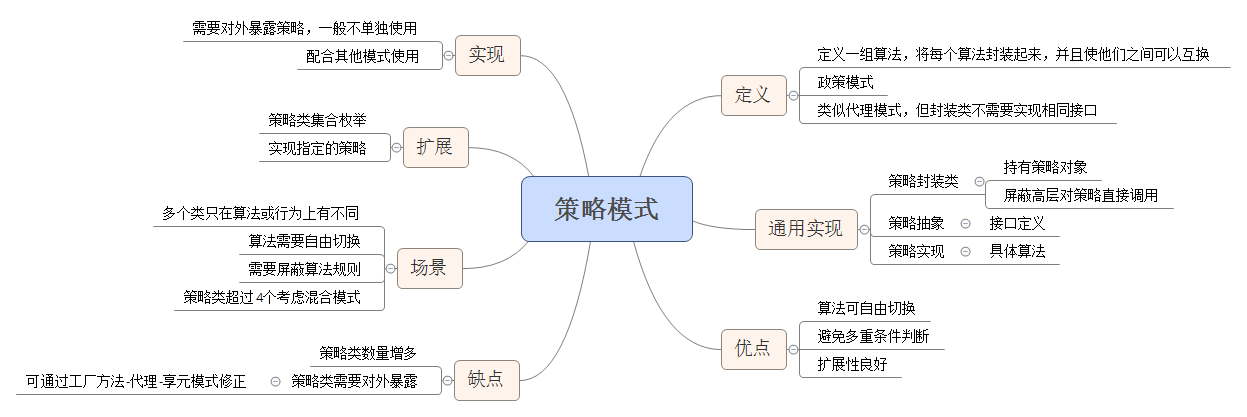 策略模式
定义
定义一组算法，将每个算法封装起来，并且使他们之间可以互换
政策模式
类似代理模式，但封装类不需要实现相同接口
通用实现
策略封装类
持有策略对象
屏蔽高层对策略直接调用
策略抽象
接口定义
策略实现
具体算法
优点
算法可自由切换
避免多重条件判断
扩展性良好
实现
需要对外暴露策略，一般不单独使用
配合其他模式使用
扩展
策略类集合枚举
实现指定的策略
场景
多个类只在算法或行为上有不同
算法需要自由切换
需要屏蔽算法规则
策略类超过4个考虑混合模式
缺点
策略类数量增多
策略类需要对外暴露
可通过工厂方法-代理-享元模式修正